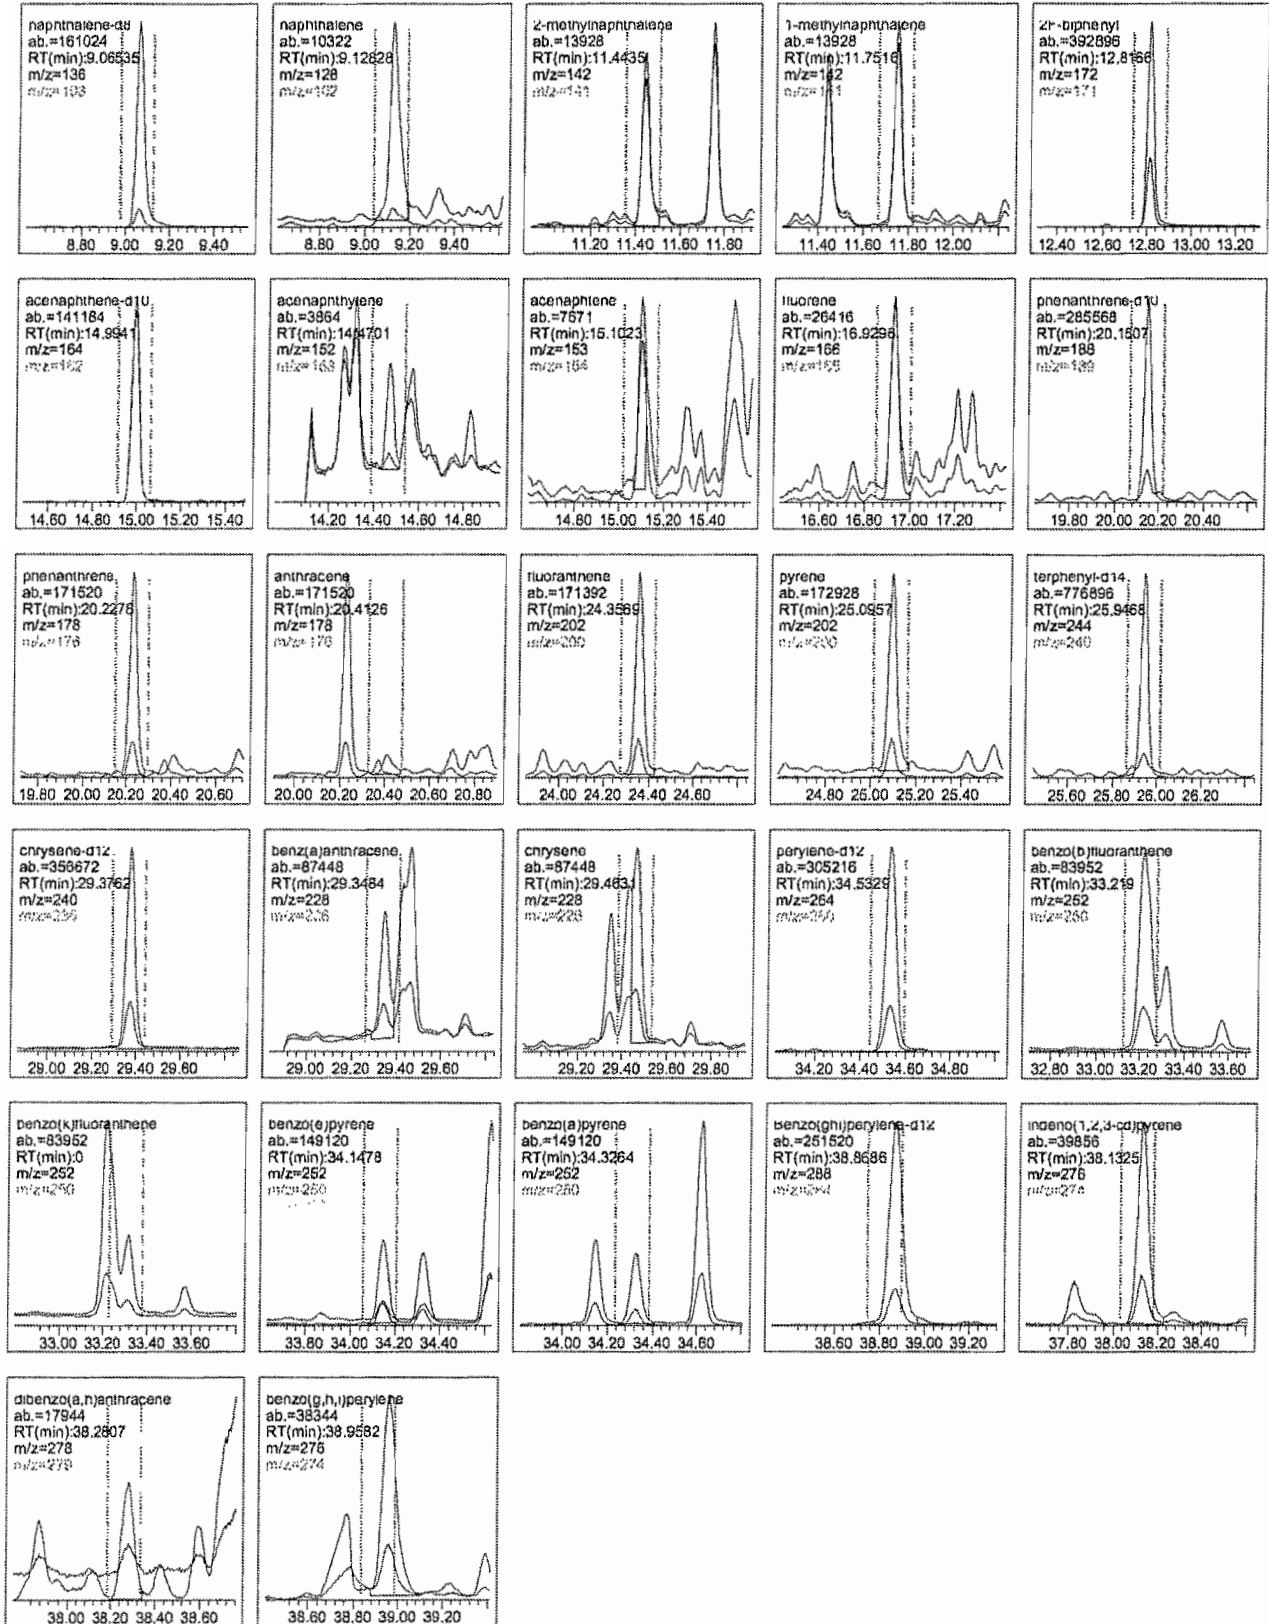 naphthalene-d8
ab.=161024
RT(min):9.06535
m/z=136
m/z=108
8.80 9.00 9.20 9.40
naphthalene
ab.=10322
RT(min):9.12828
m/z=128
m/z=102
8.80 9.00 9.20 9.40
2-methylnaphthalene
ab.=13928
RT(min):11.4435
m/z=142
m/z=141
11.20 11.40 11.60 11.80
1-methylnaphthalene
ab.=13928
RT(min):11.7516
m/z=142
m/z=141
11.40 11.60 11.80 12.00
2F-biphenyl
ab.=392896
RT(min):12.8166
m/z=172
m/z=171
12.40 12.60 12.80 13.00 13.20
acenaphthene-d10
ab.=141184
RT(min):14.9941
m/z=164
m/z=162
14.60 14.80 15.00 15.20 15.40
acenaphthylene
ab.=3864
RT(min):14.4701
m/z=152
m/z=153
14.20 14.40 14.60 14.80
acenaphtene
ab.=7671
RT(min):15.1023
m/z=153
m/z=154
14.80 15.00 15.20 15.40
fluorene
ab.=26416
RT(min):16.9296
m/z=166
m/z=165
16.60 16.80 17.00 17.20
phenanthrene-d10
ab.=285568
RT(min):20.1507
m/z=188
m/z=189
19.80 20.00 20.20 20.40
phenanthrene
ab.=171520
RT(min):20.2278
m/z=178
m/z=176
19.80 20.00 20.20 20.40 20.60
anthracene
ab.=171520
RT(min):20.4126
m/z=178
m/z=176
20.00 20.20 20.40 20.60 20.80
fluoranthene
ab.=171392
RT(min):24.3569
m/z=202
m/z=200
24.00 24.20 24.40 24.60
pyrene
ab.=172928
RT(min):25.0957
m/z=202
m/z=200
24.80 25.00 25.20 25.40
terphenyl-d14
ab.=776896
RT(min):25.9468
m/z=244
m/z=240
25.60 25.80 26.00 26.20
chrysene-d12
ab.=356672
RT(min):29.3762
m/z=240
m/z=236
29.00 29.20 29.40 29.60
benz(a)anthracene
ab.=87448
RT(min):29.3484
m/z=228
m/z=226
29.00 29.20 29.40 29.60
chrysene
ab.=87448
RT(min):29.4631
m/z=228
m/z=226
29.20 29.40 29.60 29.80
perylene-d12
ab.=305216
RT(min):34.5329
m/z=264
m/z=260
34.20 34.40 34.60 34.80
benzo(b)fluoranthene
ab.=83952
RT(min):33.219
m/z=252
m/z=250
32.80 33.00 33.20 33.40 33.60
benzo(k)fluoranthene
ab.=83952
RT(min):0
m/z=252
m/z=250
33.00 33.20 33.40 33.60
benzo(e)pyrene
ab.=149120
RT(min):34.1478
m/z=252
m/z=250
33.80 34.00 34.20 34.40
benzo(a)pyrene
ab.=149120
RT(min):34.3264
m/z=252
m/z=250
34.00 34.20 34.40 34.60
Benzo(ghi)perylene-d12
ab.=251520
RT(min):38.8686
m/z=288
m/z=284
38.60 38.80 39.00 39.20
indeno(1,2,3-cd)pyrene
ab.=39856
RT(min):38.1325
m/z=276
m/z=274
37.80 38.00 38.20 38.40
dibenzo(a,h)anthracene
ab.=17944
RT(min):38.2807
m/z=278
m/z=279
38.00 38.20 38.40 38.60
benzo(g,h,i)perylene
ab.=38344
RT(min):38.9582
m/z=276
m/z=274
38.60 38.80 39.00 39.20